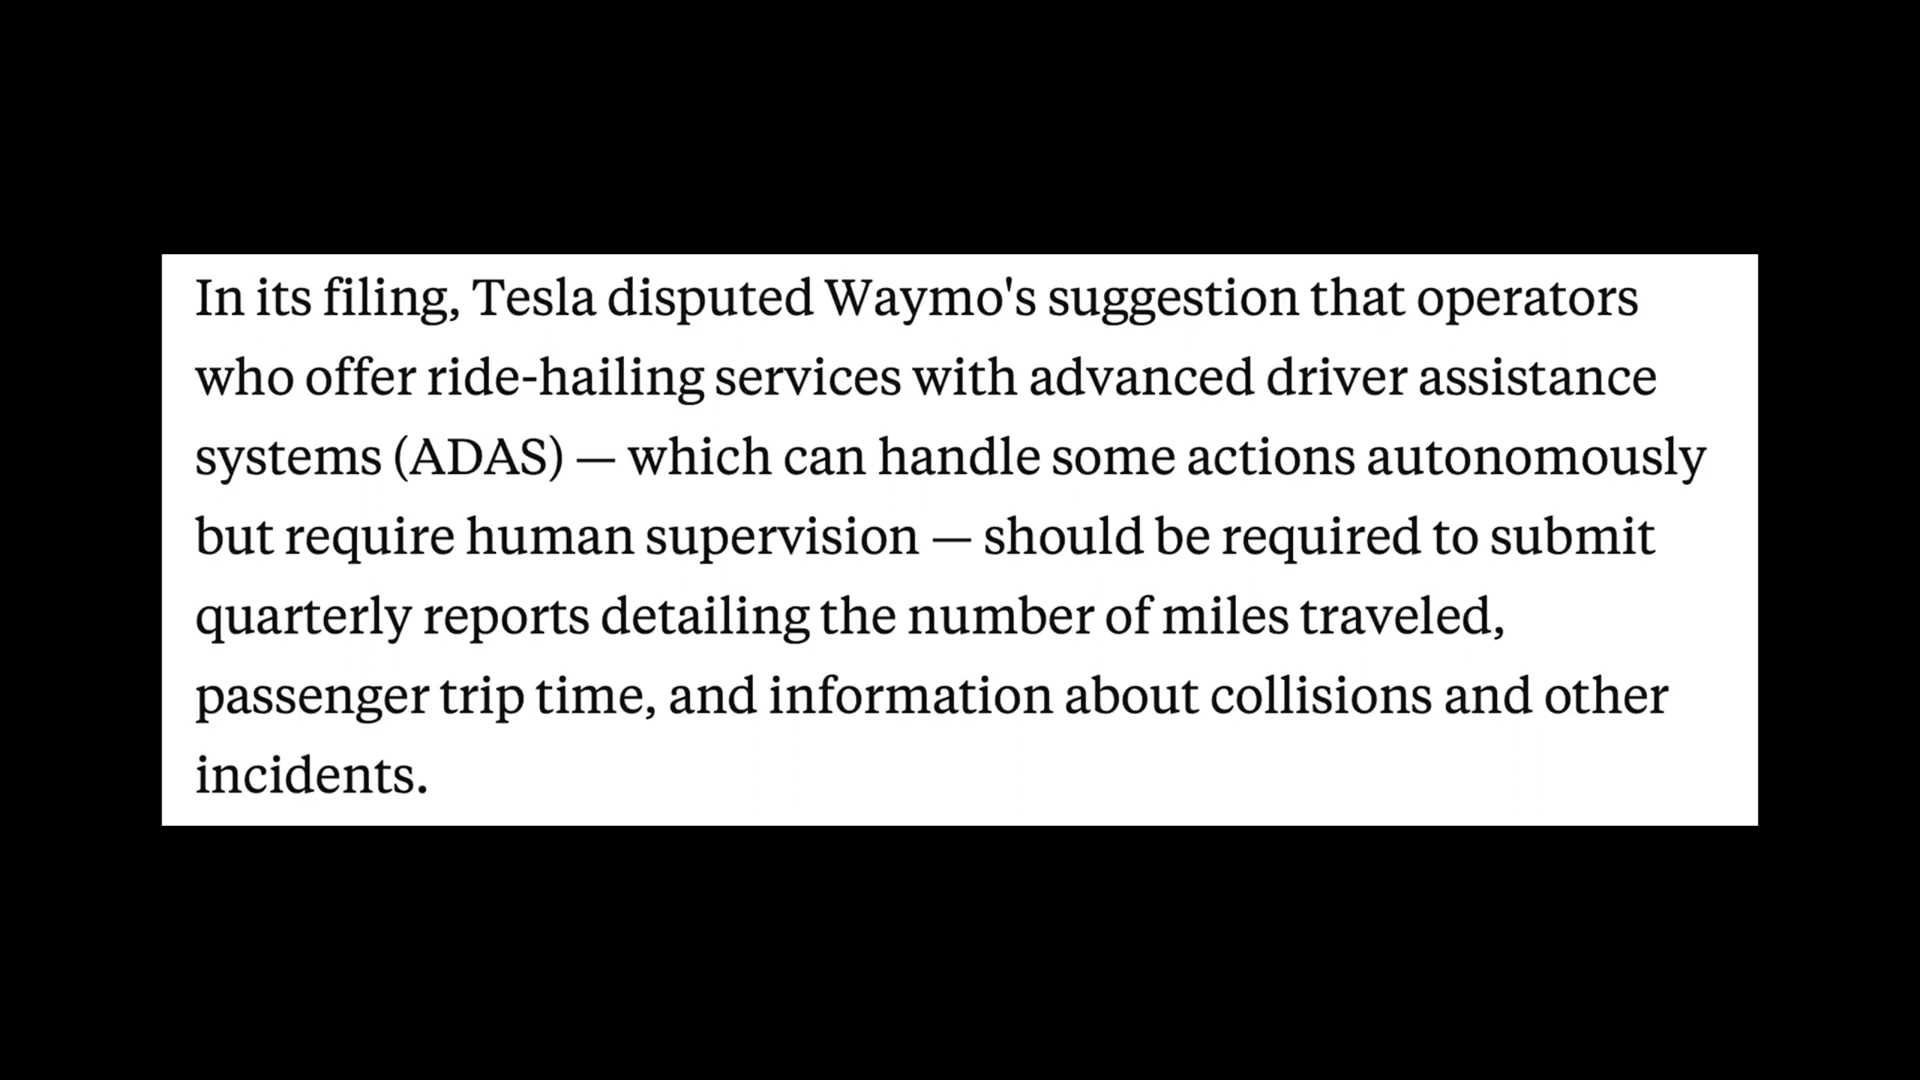 In its filing, Tesla disputed Waymo's suggestion that operators
who offer ride-hailing services with advanced driver assistance
systems (ADAS) — which can handle some actions autonomously
but require human supervision — should be required to submit
quarterly reports detailing the number of miles traveled,
passenger trip time, and information about collisions and other
incidents.